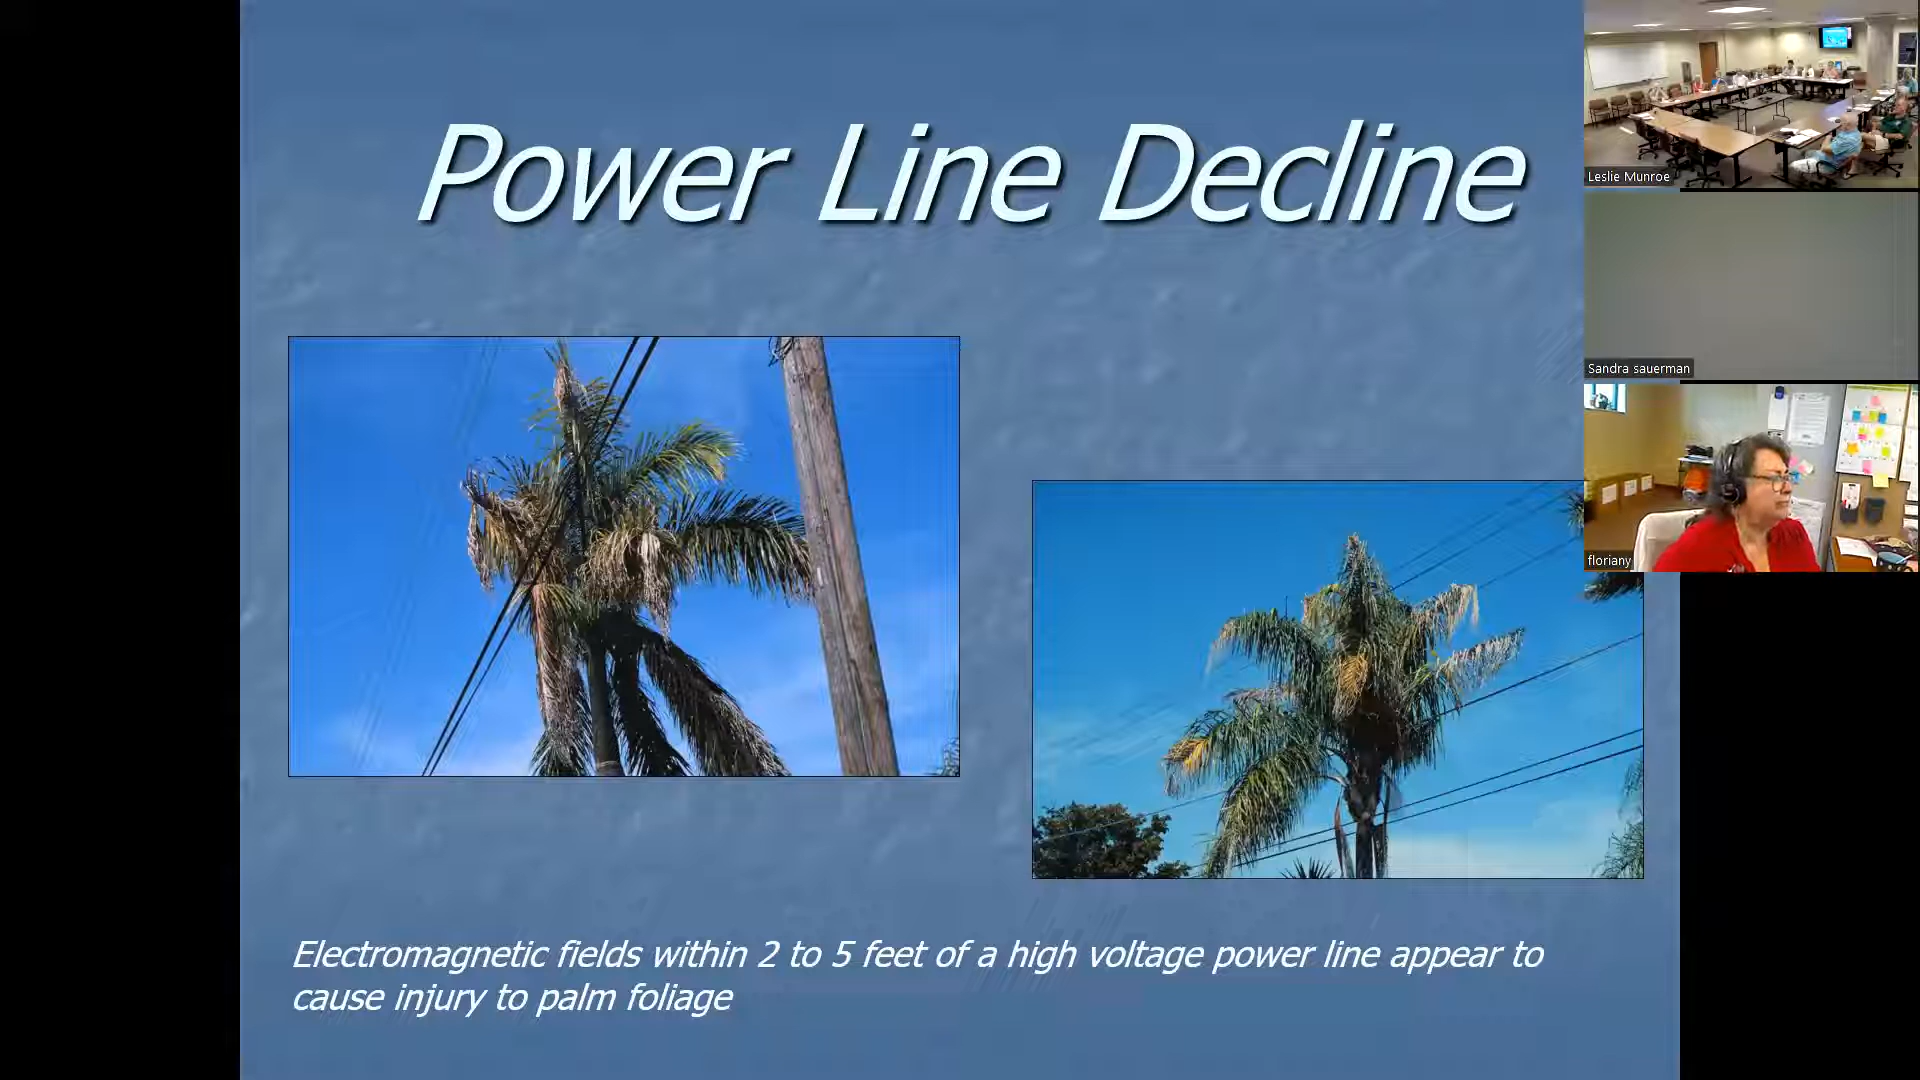 Power Line Decline
Leslie Munroe
Sandra sauerman
floriany
Electromagnetic fields within 2 to 5 feet of a high voltage power line appear to
cause injury to palm foliage